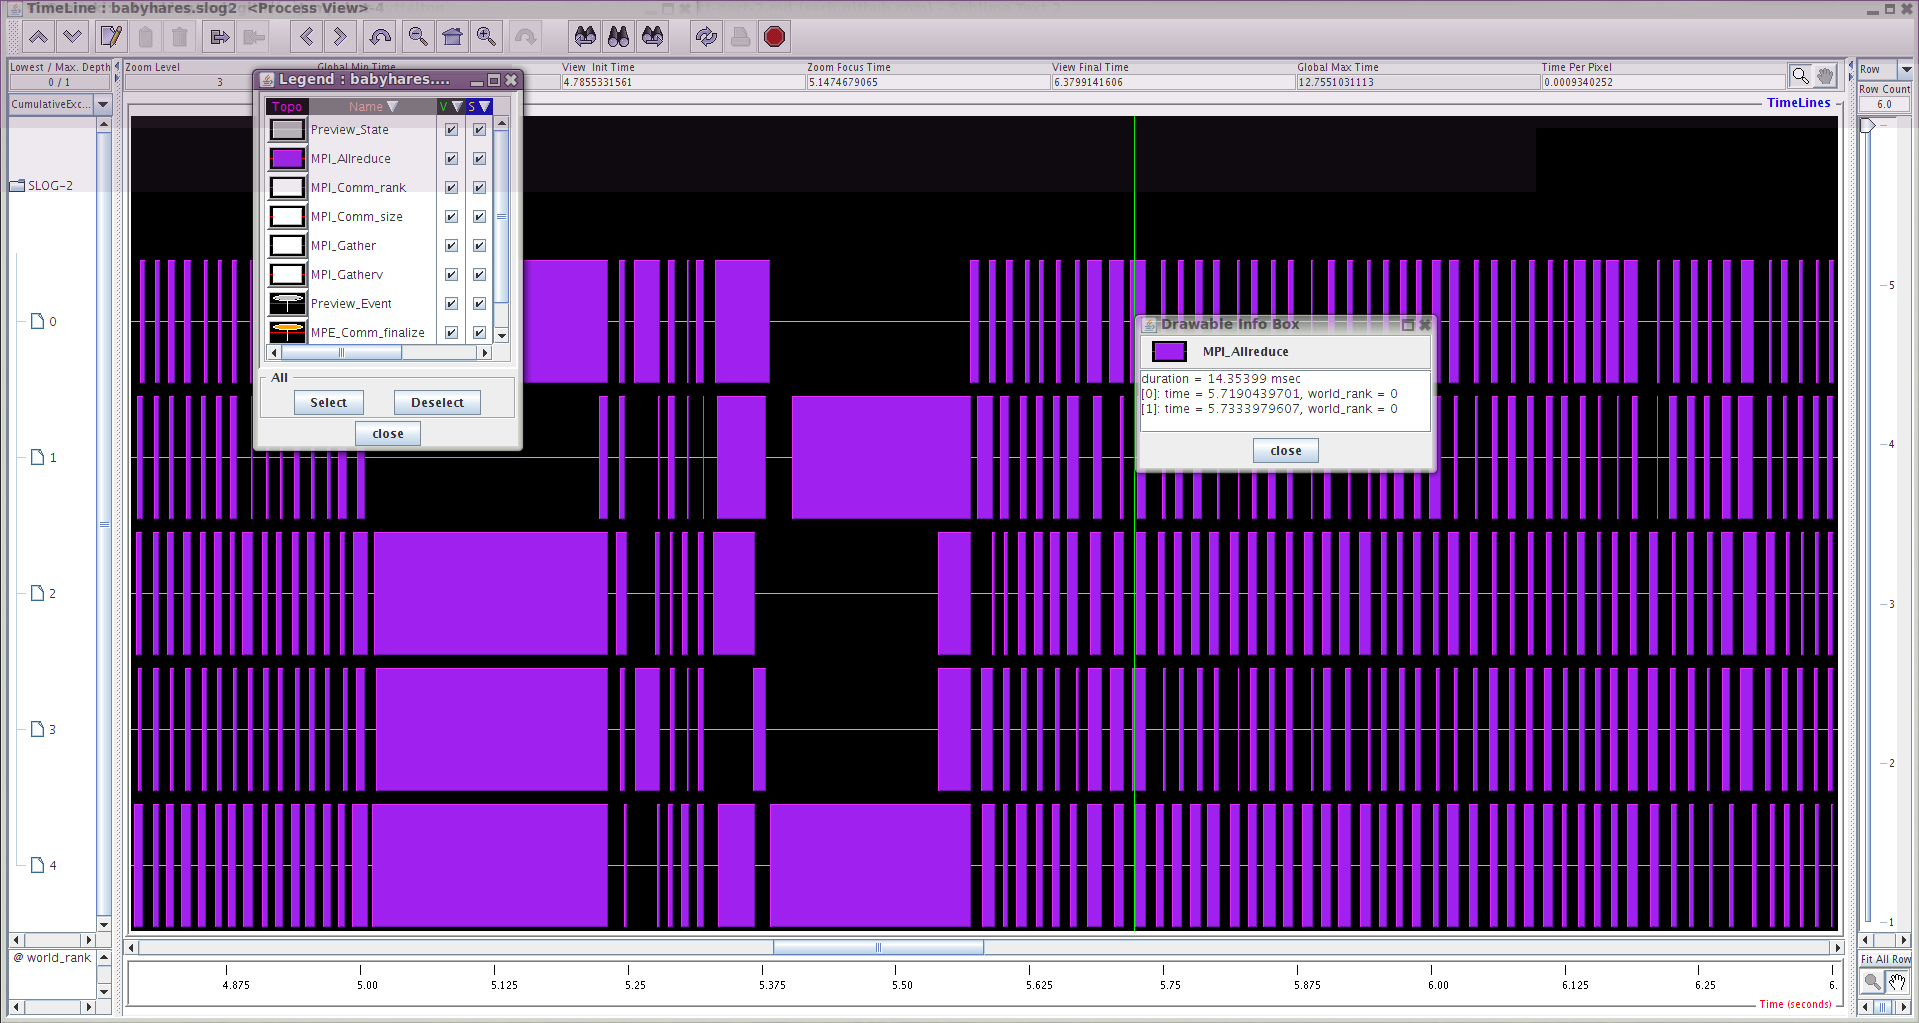 TimeLine : babyhares.slog2 <Process View>
Lowest / Max. Depth
0 / 1
Zoom Level
3
Global Min Time
View Init Time
4.7855331561
Zoom Focus Time
5.1474679065
View Final Time
6.3799141606
Global Max Time
12.7551031113
Time Per Pixel
0.0009340252
Row
Row Count
6.0
CumulativeExc...
TimeLines
SLOG-2
0
1
2
3
4
@ world_rank
Legend : babyhares....
Topo Name V S
Preview_State
MPI_Allreduce
MPI_Comm_rank
MPI_Comm_size
MPI_Gather
MPI_Gatherv
Preview_Event
MPE_Comm_finalize
All
Select Deselect
close
Drawable Info Box
MPI_Allreduce
duration = 14.35399 msec
[0]: time = 5.7190439701, world_rank = 0
[1]: time = 5.7333979607, world_rank = 0
close
5
4
3
2
1
Fit All Row
4.875 5.00 5.125 5.25 5.375 5.50 5.625 5.75 5.875 6.00 6.125 6.25 6.
Time (seconds)